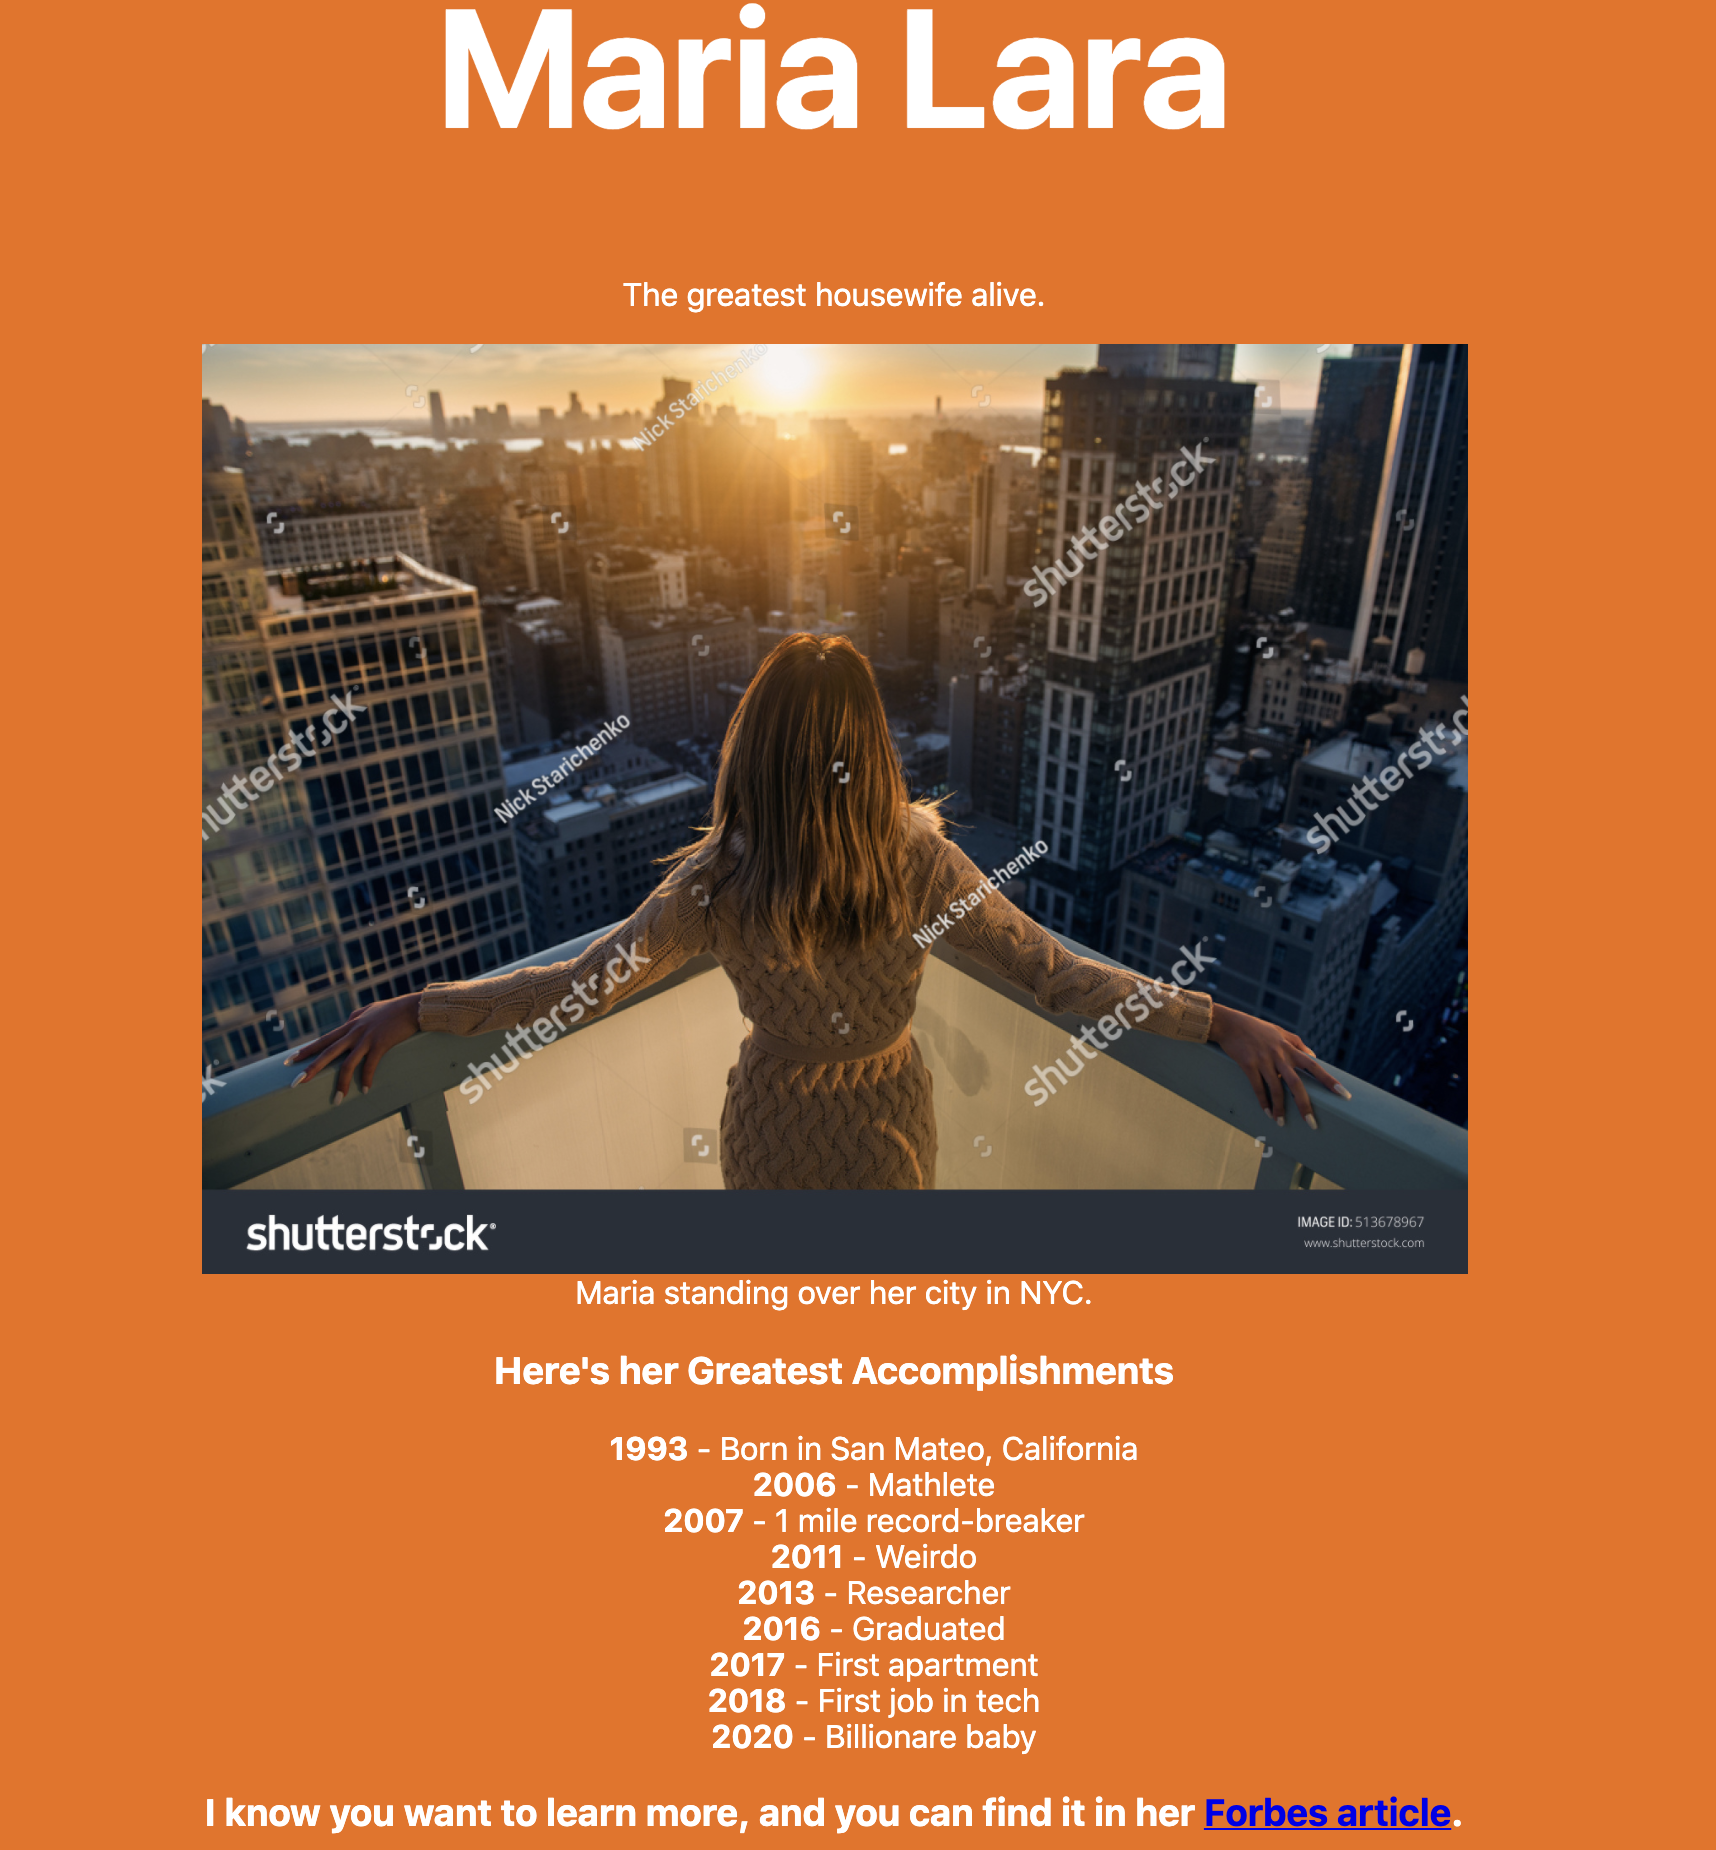 Maria Lara
The greatest housewife alive.
Nick Starichenko
shutterstock
shutterstock
Nick Starichenko
shutterstock
Nick Starichenko
shutterstock
shutterstock
k
shutterstock®
IMAGE ID: 513678967
www.shutterstock.com
Maria standing over her city in NYC.
Here's her Greatest Accomplishments
1993 - Born in San Mateo, California
2006 - Mathlete
2007 - 1 mile record-breaker
2011 - Weirdo
2013 - Researcher
2016 - Graduated
2017 - First apartment
2018 - First job in tech
2020 - Billionare baby
I know you want to learn more, and you can find it in her Forbes article.